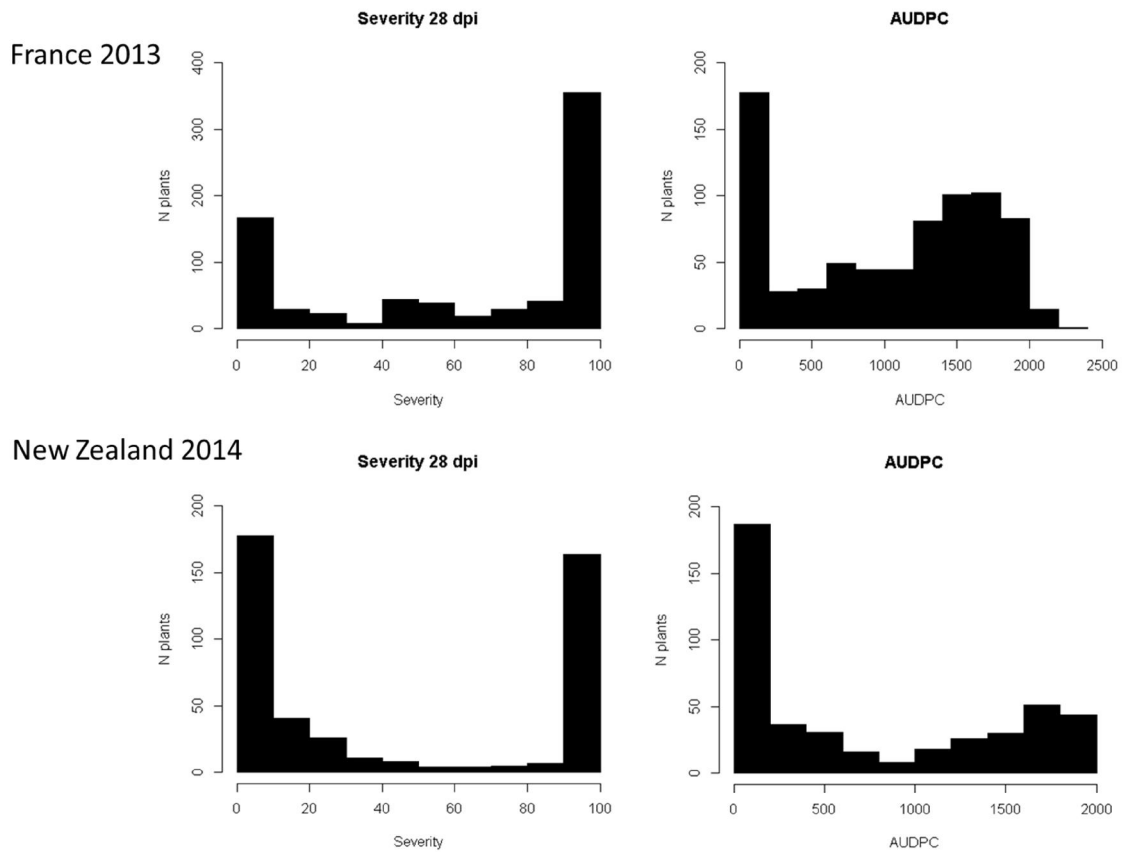 France 2013
Severity 28 dpi
N plants
0 100 200 300 400
0 20 40 60 80 100
Severity
AUDPC
N plants
0 50 100 150 200
0 500 1000 1500 2000 2500
AUDPC
New Zealand 2014
Severity 28 dpi
N plants
0 50 100 150 200
0 20 40 60 80 100
Severity
AUDPC
N plants
0 50 100 150 200
0 500 1000 1500 2000
AUDPC